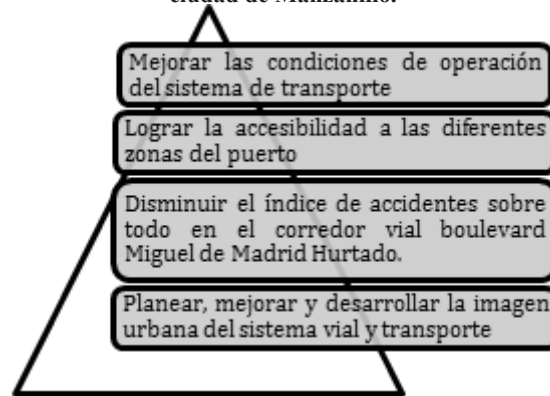 ciudad de Manzanillo.
Mejorar las condiciones de operación
del sistema de transporte
Lograr la accesibilidad a las diferentes
zonas del puerto
Disminuir el índice de accidentes sobre
todo en el corredor vial boulevard
Miguel de Madrid Hurtado.
Planear, mejorar y desarrollar la imagen
urbana del sistema vial y transporte